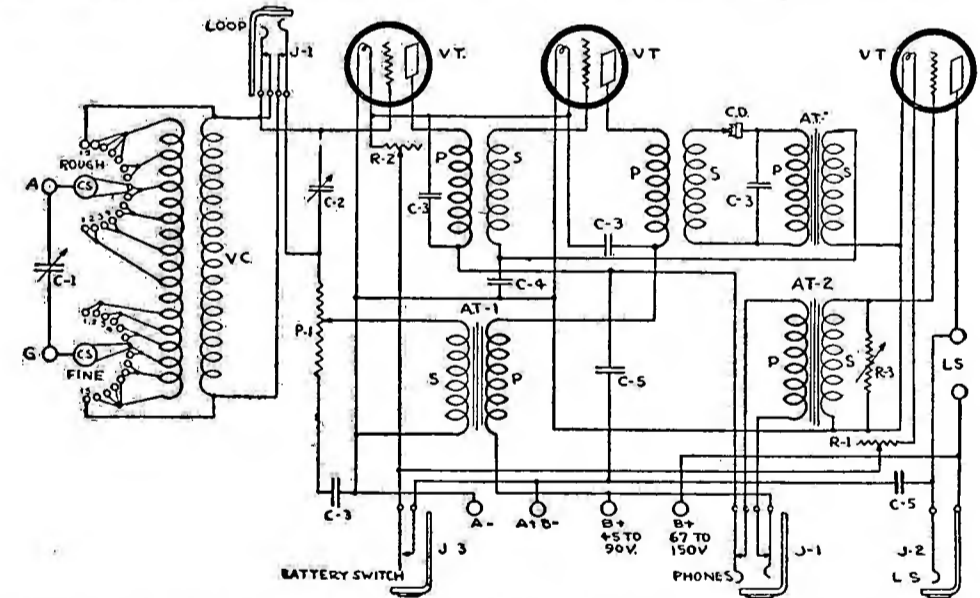 LOOP
J-1
VT.
VT
VT
ROUGH
CS
A
C-1
G
CS
FINE
VC.
R-2
C-2
C-3
P
S
C-3
C-4
P
S
C.D.
C-3
AT-
P
S
P-1
AT-1
S
P
C-5
AT-2
P
S
R-3
R-1
LS
C-3
A-
A+B-
B+
45 TO
90V.
B+
67 TO
150V
C-5
J-3
BATTERY SWITCH
PHONES
J-1
J-2
LS